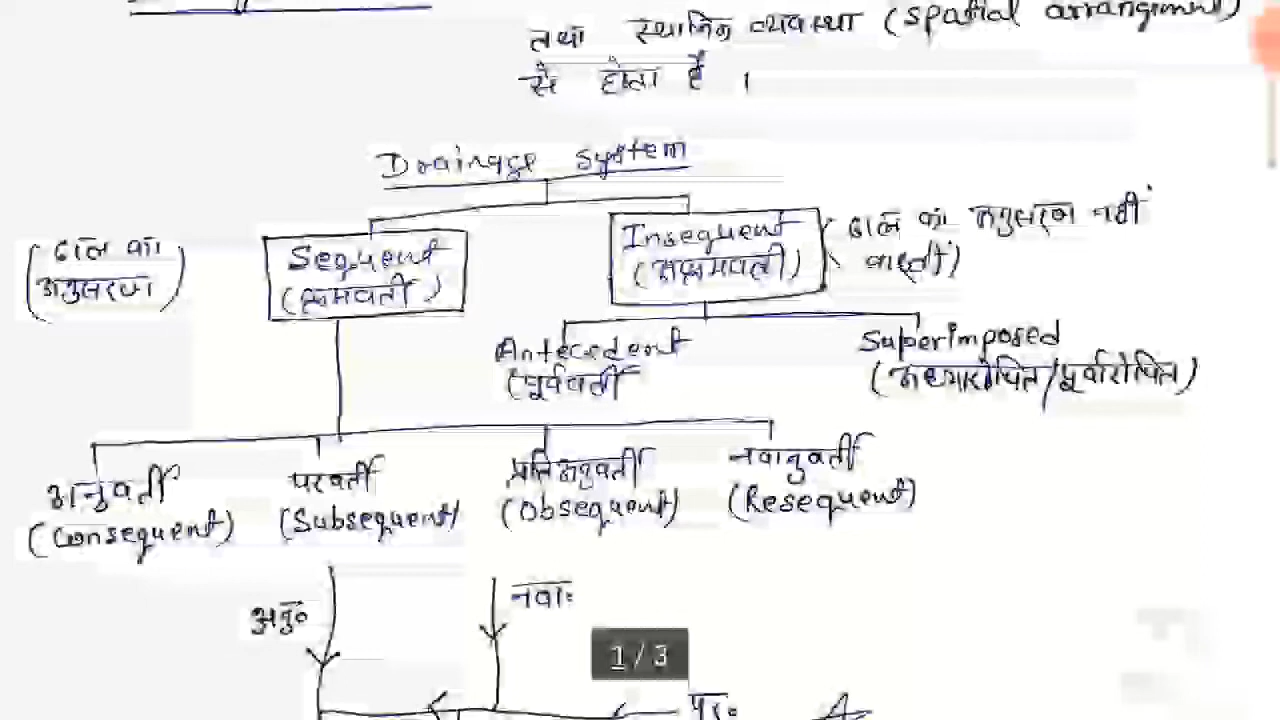 तथा स्थानिक व्यवस्था (spatial arrangement)
से होता है ।
Drainage system
(ढाल का
अनुसरण)
Sequent
(क्रमवर्ती)
Insequent
(अक्रमवर्ती)
(ढाल का अनुसरण नहीं
करतीं)
Antecedent
(पूर्ववर्ती
Superimposed
(अध्यारोपित/पूर्वारोपित)
अनुवर्ती
(Consequent)
परवर्ती
(Subsequent)
प्रतिअनुवर्ती
(Obsequent)
नवानुवर्ती
(Resequent)
अनु०
नवा०
1 / 3
पर०